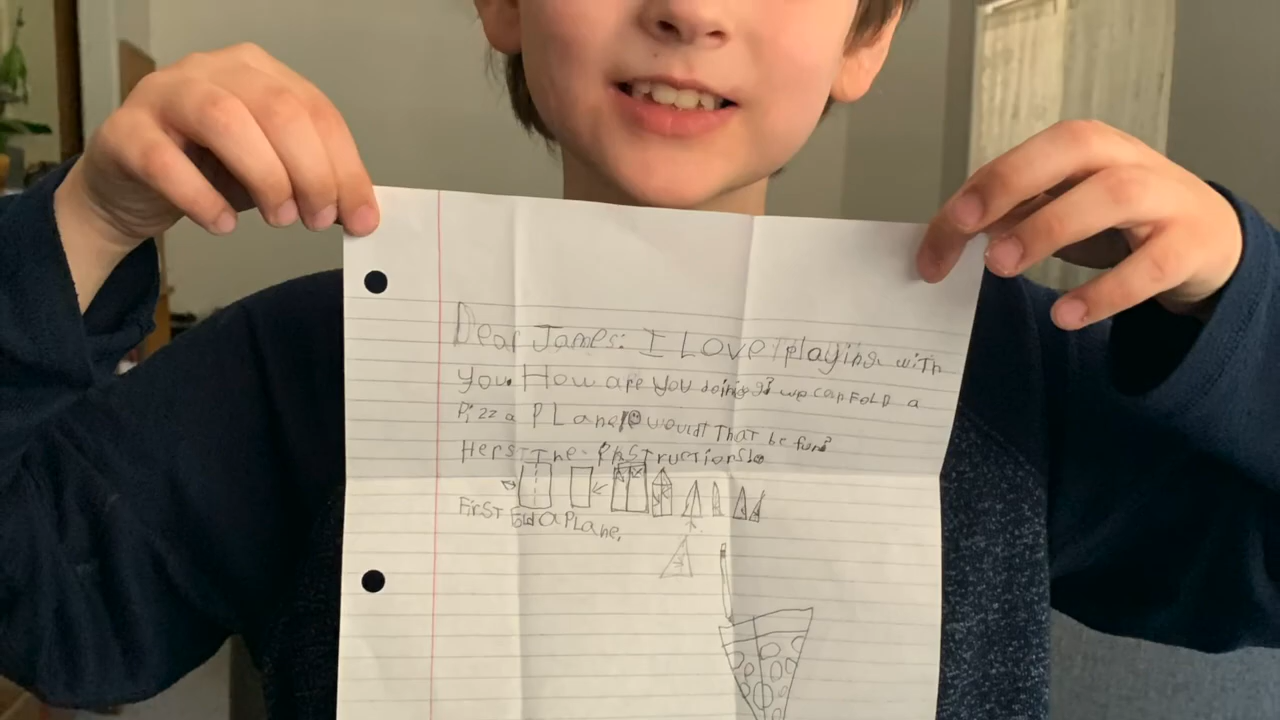 Dear James: I Love playing with
you. How are you doing? we can FOLD a
Pizza PLane would That be fun?
Hers The Instructions
First Fold a PLane.